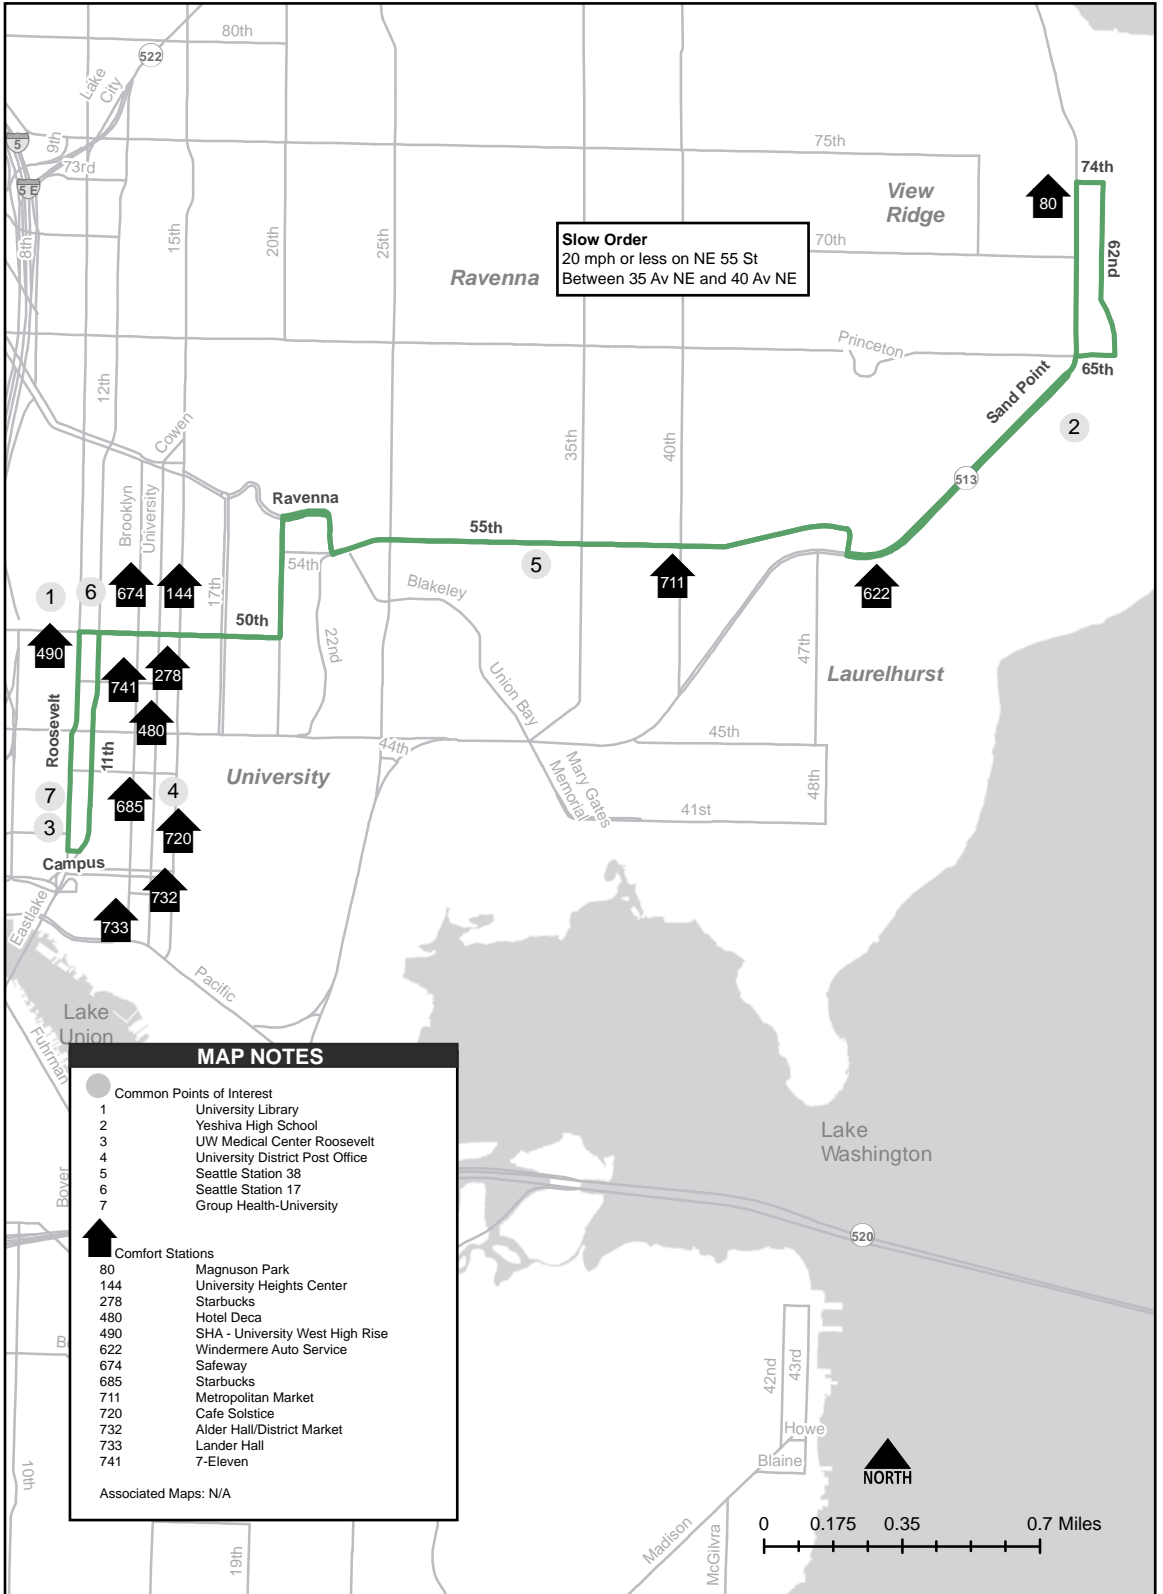 80th
522
Lake
City
5
9th
75th
73rd
74th
5 E
80
View
Ridge
15th
20th
25th
8th
70th
62nd
Slow Order
20 mph or less on NE 55 St
Between 35 Av NE and 40 Av NE
Ravenna
Princeton
65th
12th
Sand Point
2
Cowen
35th
40th
513
Brooklyn
University
Ravenna
55th
54th
5
17th
1
6
674
144
Blakeley
711
622
50th
490
22nd
47th
741
278
Union Bay
Laurelhurst
480
Roosevelt
11th
44th
45th
University
7
685
4
Mary Gates
Memorial
48th
41st
3
720
Campus
732
Eastlake
733
Pacific
Lake
Union
Fuhrman
MAP NOTES
Common Points of Interest
1 University Library
2 Yeshiva High School
3 UW Medical Center Roosevelt
4 University District Post Office
5 Seattle Station 38
6 Seattle Station 17
7 Group Health-University
Comfort Stations
80 Magnuson Park
144 University Heights Center
278 Starbucks
480 Hotel Deca
490 SHA - University West High Rise
622 Windermere Auto Service
674 Safeway
685 Starbucks
711 Metropolitan Market
720 Cafe Solstice
732 Alder Hall/District Market
733 Lander Hall
741 7-Eleven
Associated Maps: N/A
Boyer
Lake
Washington
520
42nd
43rd
Howe
Blaine
10th
NORTH
Madison
McGilvra
19th
0 0.175 0.35 0.7 Miles